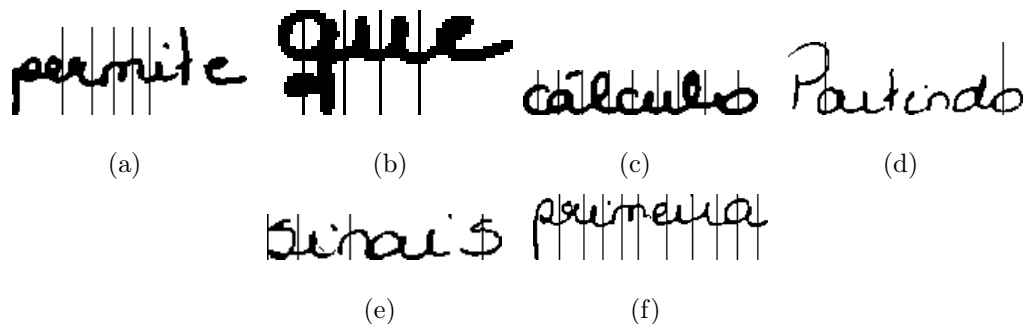 permite que cálculo Partindo
(a) (b) (c) (d)
sinais primeira
(e) (f)